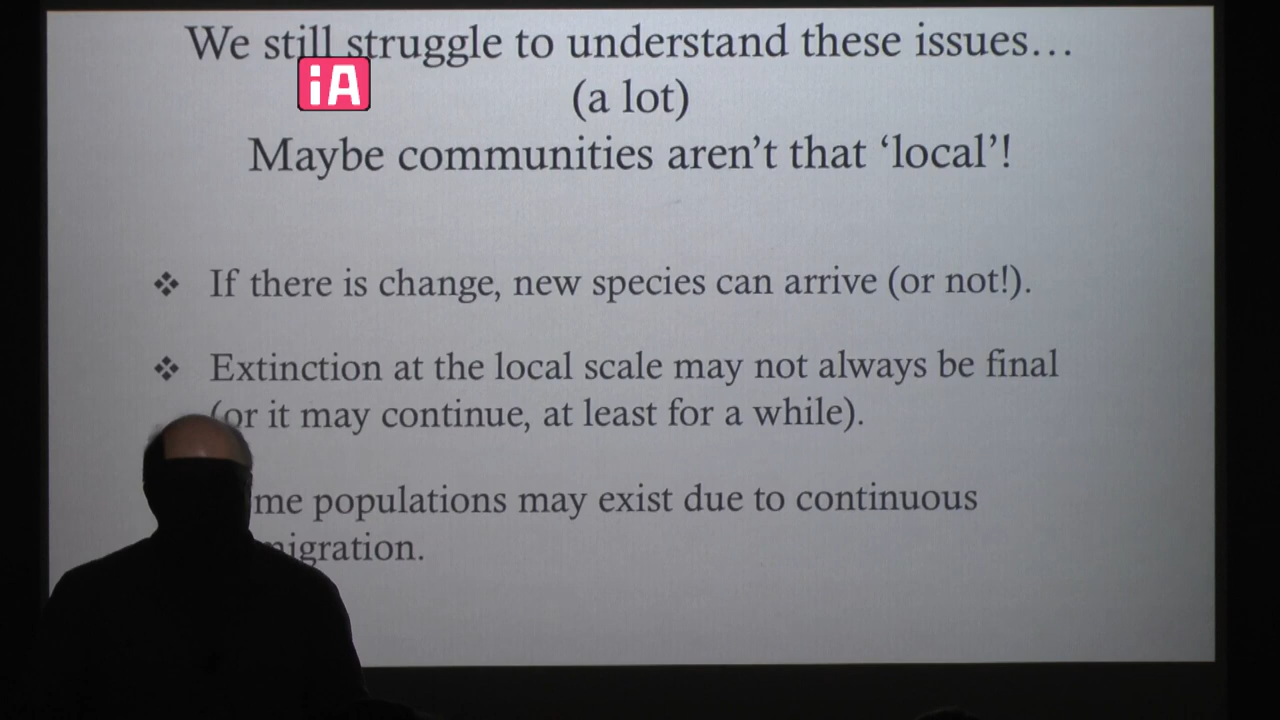 We still struggle to understand these issues…
iA
(a lot)
Maybe communities aren't that 'local'!
❖ If there is change, new species can arrive (or not!).
❖ Extinction at the local scale may not always be final
(or it may continue, at least for a while).
me populations may exist due to continuous
migration.